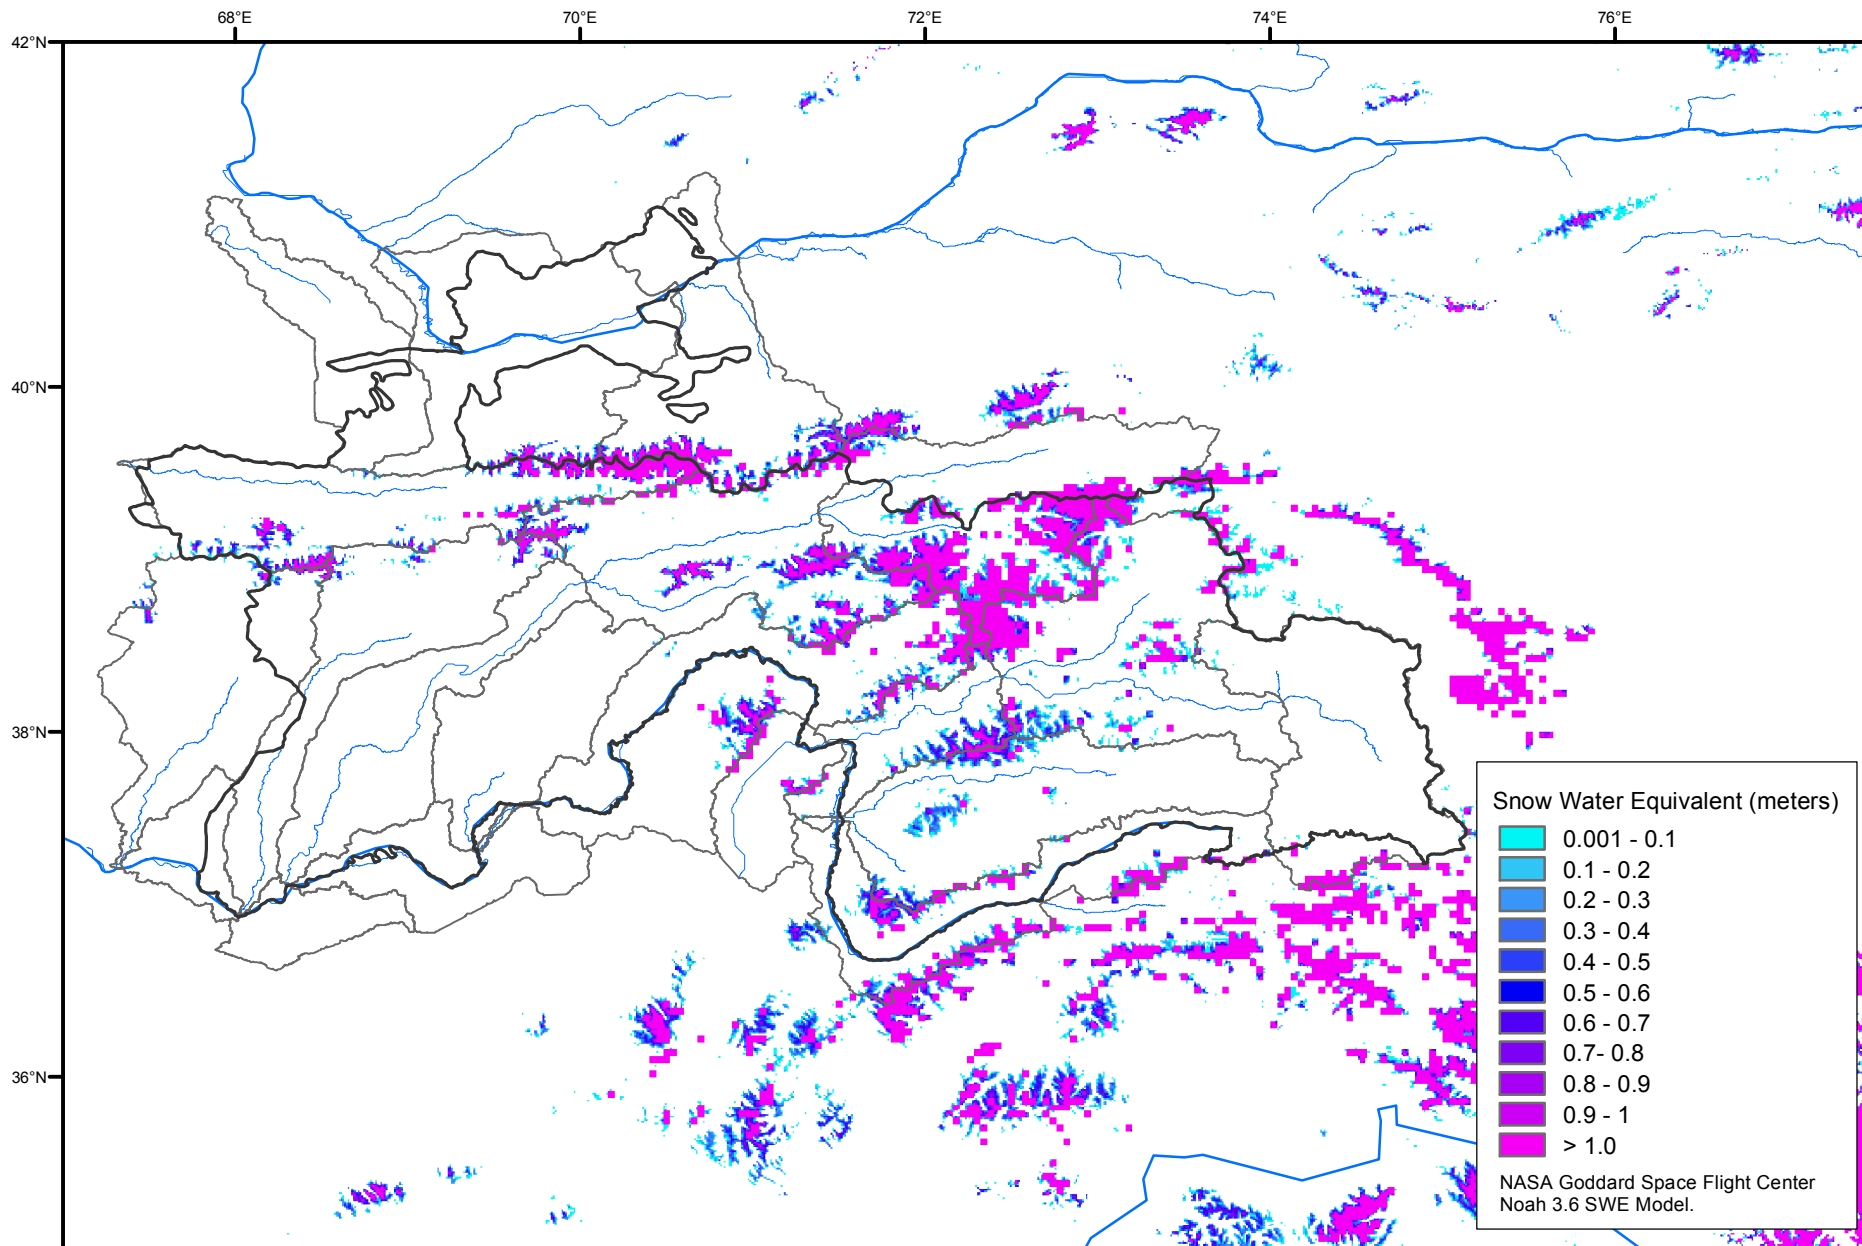 68°E
70°E
72°E
74°E
76°E
42°N
40°N
38°N
36°N
Snow Water Equivalent (meters)
0.001 - 0.1
0.1 - 0.2
0.2 - 0.3
0.3 - 0.4
0.4 - 0.5
0.5 - 0.6
0.6 - 0.7
0.7- 0.8
0.8 - 0.9
0.9 - 1
> 1.0
NASA Goddard Space Flight Center
Noah 3.6 SWE Model.